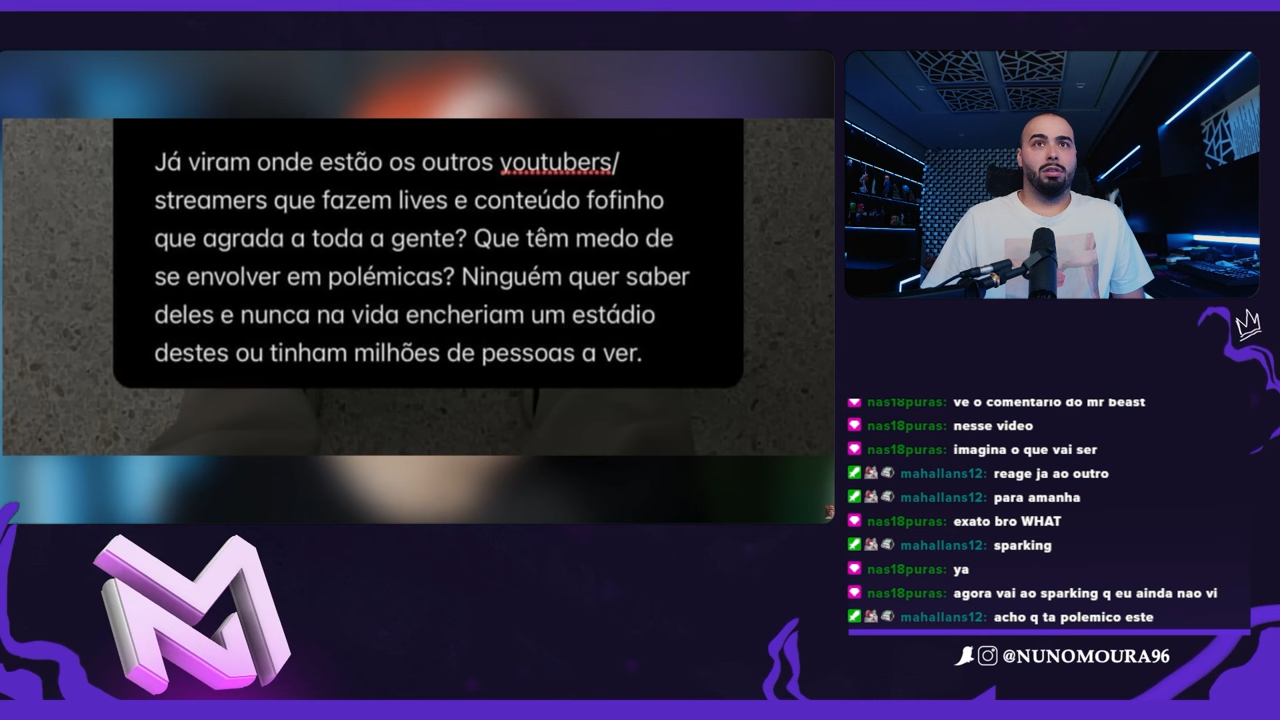 Já viram onde estão os outros youtubers/
streamers que fazem lives e conteúdo fofinho
que agrada a toda a gente? Que têm medo de
se envolver em polémicas? Ninguém quer saber
deles e nunca na vida encheriam um estádio
destes ou tinham milhões de pessoas a ver.
nas18puras: ve o comentario do mr beast
nas18puras: nesse video
nas18puras: imagina o que vai ser
mahallans12: reage ja ao outro
mahallans12: para amanha
nas18puras: exato bro WHAT
mahallans12: sparking
nas18puras: ya
nas18puras: agora vai ao sparking q eu ainda nao vi
mahallans12: acho q ta polemico este
@NUNOMOURA96